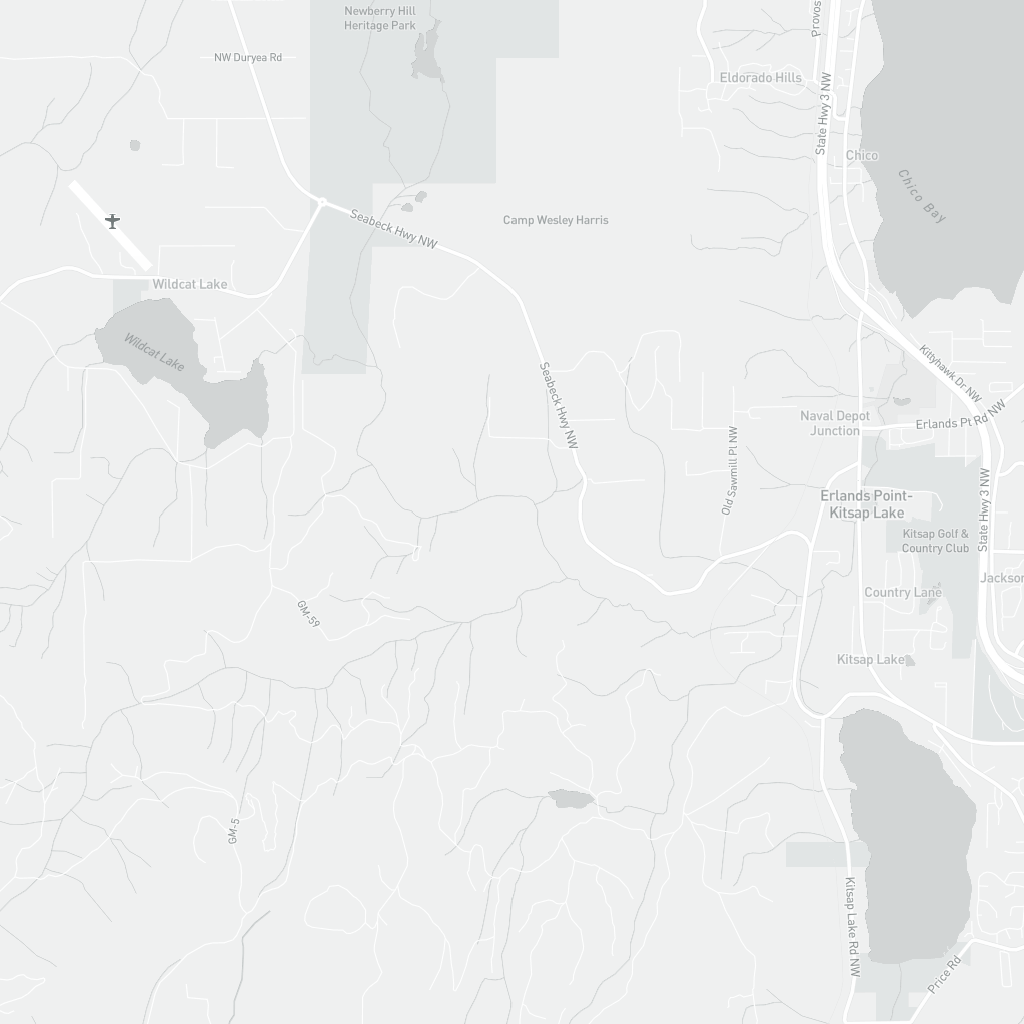 Newberry Hill
Heritage Park
Provos
NW Duryea Rd
Eldorado Hills
State Hwy 3 NW
Chico
Chico Bay
Seabeck Hwy NW
Camp Wesley Harris
Wildcat Lake
Wildcat Lake
Kittyhawk Dr NW
Seabeck Hwy NW
Naval Depot
Junction
Erlands Pt Rd NW
Old Sawmill Pl NW
Erlands Point-
Kitsap Lake
State Hwy 3 NW
Kitsap Golf &
Country Club
Jackson
Country Lane
GM-59
Kitsap Lake
GM-5
Kitsap Lake Rd NW
Price Rd